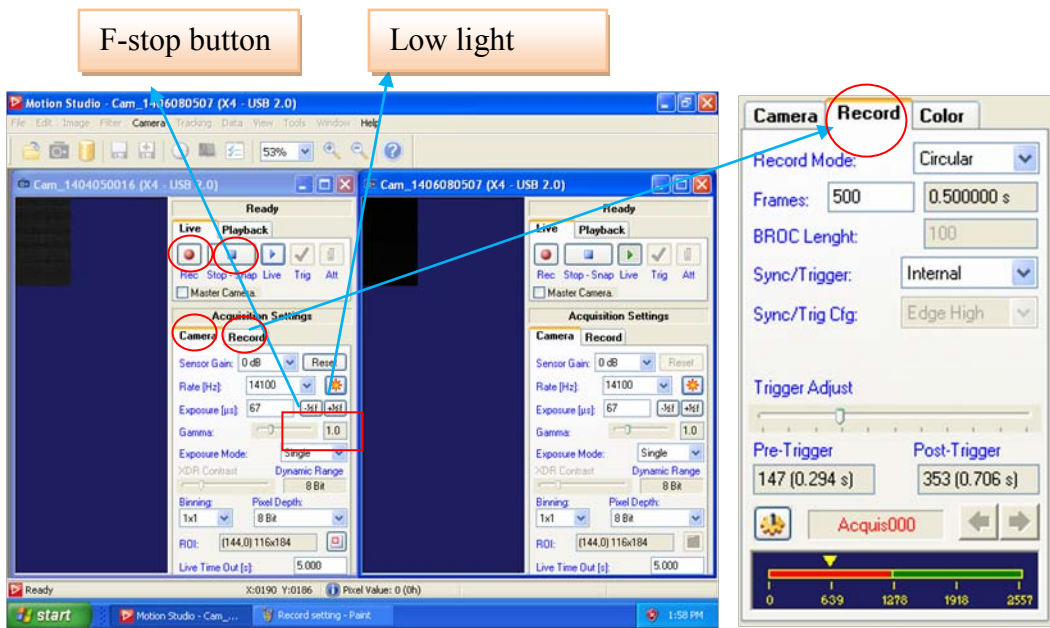 F-stop button
Low light
Motion Studio - Cam_1406080507 (X4 - USB 2.0)
File Edit Image Filter Camera Tracking Data View Tools Window Help
53%
Cam_1404050016 (X4 - USB 2.0)
Ready
Live Playback
Rec Stop - Snap Live Trig Att
Master Camera.
Acquisition Settings
Camera Record
Sensor Gain: 0 dB Reset
Rate [Hz]: 14100
Exposure [µs]: 67 -½f +½f
Gamma: 1.0
Exposure Mode: Single
XDR Contrast Dynamic Range
8 Bit
Binning: Pixel Depth:
1x1 8 Bit
ROI: (144,0) 116x184
Live Time Out [s]: 5.000
Cam_1406080507 (X4 - USB 2.0)
Ready
Live Playback
Rec Stop - Snap Live Trig Att
Master Camera.
Acquisition Settings
Camera Record
Sensor Gain: 0 dB Reset
Rate [Hz]: 14100
Exposure [µs]: 67 -½f +½f
Gamma: 1.0
Exposure Mode: Single
XDR Contrast Dynamic Range
8 Bit
Binning: Pixel Depth:
1x1 8 Bit
ROI: (144,0) 116x184
Live Time Out [s]: 5.000
Ready X:0190 Y:0186 Pixel Value: 0 (0h)
start Motion Studio - Cam_... Record setting - Paint 1:58 PM
Camera Record Color
Record Mode: Circular
Frames: 500 0.500000 s
BROC Lenght: 100
Sync/Trigger: Internal
Sync/Trig Cfg: Edge High
Trigger Adjust
Pre-Trigger Post-Trigger
147 (0.294 s) 353 (0.706 s)
Acquis000
0 639 1278 1918 2557